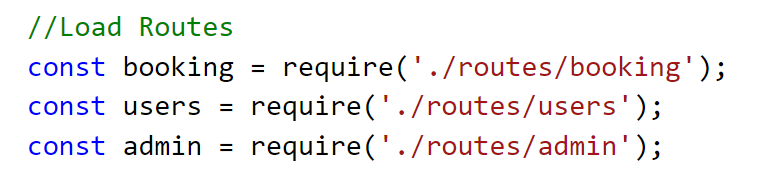 //Load Routes
const booking = require('./routes/booking');
const users = require('./routes/users');
const admin = require('./routes/admin');